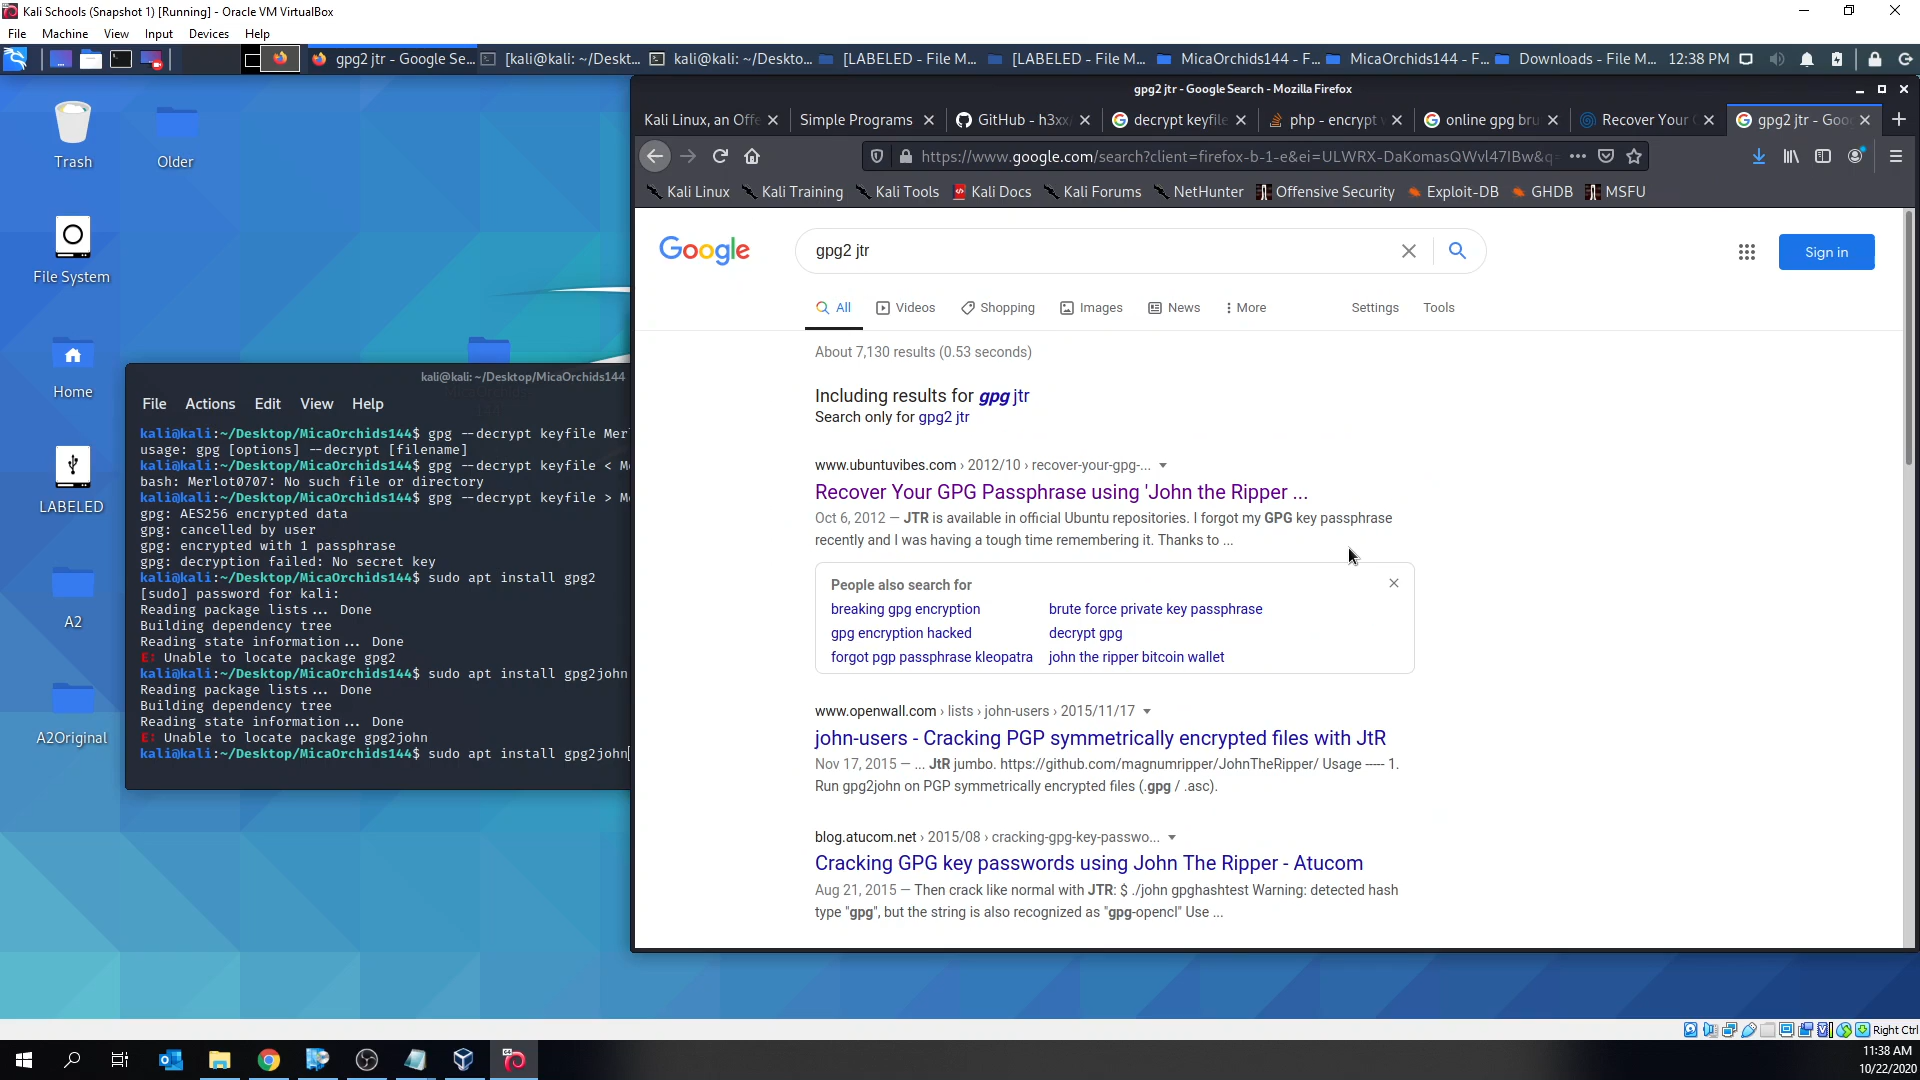 Kali Schools (Snapshot 1) [Running] - Oracle VM VirtualBox
File Machine View Input Devices Help
gpg2 jtr - Google Se... [kali@kali: ~/Deskt... kali@kali: ~/Deskto... [LABELED - File M... [LABELED - File M... MicaOrchids144 - F... MicaOrchids144 - F... Downloads - File M... 12:38 PM
gpg2 jtr - Google Search - Mozilla Firefox
Kali Linux, an Offe Simple Programs GitHub - h3xx decrypt keyfile php - encrypt online gpg bru Recover Your gpg2 jtr - Goo
https://www.google.com/search?client=firefox-b-1-e&ei=ULWRX-DaKomasQWvl47IBw&q=
Kali Linux Kali Training Kali Tools Kali Docs Kali Forums NetHunter Offensive Security Exploit-DB GHDB MSFU
Trash
Older
File System
Home
LABELED
A2
A2Original
Google
gpg2 jtr
Sign in
All Videos Shopping Images News More Settings Tools
About 7,130 results (0.53 seconds)
Including results for gpg jtr
Search only for gpg2 jtr
www.ubuntuvibes.com › 2012/10 › recover-your-gpg-...
Recover Your GPG Passphrase using 'John the Ripper ...
Oct 6, 2012 — JTR is available in official Ubuntu repositories. I forgot my GPG key passphrase
recently and I was having a tough time remembering it. Thanks to ...
People also search for
breaking gpg encryption brute force private key passphrase
gpg encryption hacked decrypt gpg
forgot pgp passphrase kleopatra john the ripper bitcoin wallet
www.openwall.com › lists › john-users › 2015/11/17
john-users - Cracking PGP symmetrically encrypted files with JtR
Nov 17, 2015 — ... JtR jumbo. https://github.com/magnumripper/JohnTheRipper/ Usage ----- 1.
Run gpg2john on PGP symmetrically encrypted files (.gpg / .asc).
blog.atucom.net › 2015/08 › cracking-gpg-key-passwo...
Cracking GPG key passwords using John The Ripper - Atucom
Aug 21, 2015 — Then crack like normal with JTR: $ ./john gpghashtest Warning: detected hash
type "gpg", but the string is also recognized as "gpg-opencl" Use ...
kali@kali: ~/Desktop/MicaOrchids144
File Actions Edit View Help
kali@kali:~/Desktop/MicaOrchids144$ gpg --decrypt keyfile Merl
usage: gpg [options] --decrypt [filename]
kali@kali:~/Desktop/MicaOrchids144$ gpg --decrypt keyfile < M
bash: Merlot0707: No such file or directory
kali@kali:~/Desktop/MicaOrchids144$ gpg --decrypt keyfile > M
gpg: AES256 encrypted data
gpg: cancelled by user
gpg: encrypted with 1 passphrase
gpg: decryption failed: No secret key
kali@kali:~/Desktop/MicaOrchids144$ sudo apt install gpg2
[sudo] password for kali:
Reading package lists... Done
Building dependency tree
Reading state information... Done
E: Unable to locate package gpg2
kali@kali:~/Desktop/MicaOrchids144$ sudo apt install gpg2john
Reading package lists... Done
Building dependency tree
Reading state information... Done
E: Unable to locate package gpg2john
kali@kali:~/Desktop/MicaOrchids144$ sudo apt install gpg2john
Right Ctrl
11:38 AM
10/22/2020